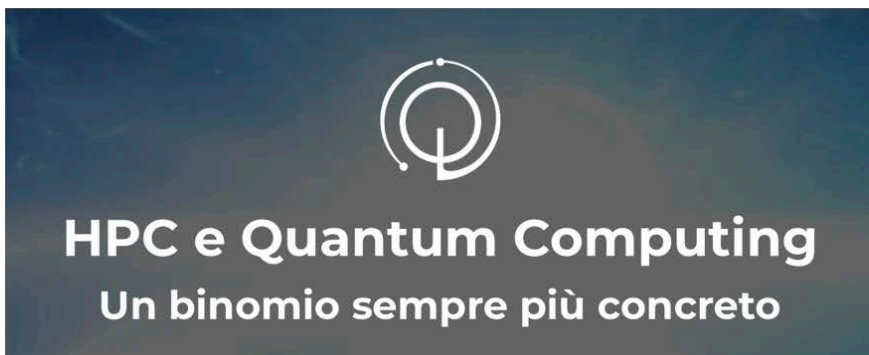 HPC e Quantum Computing
Un binomio sempre più concreto